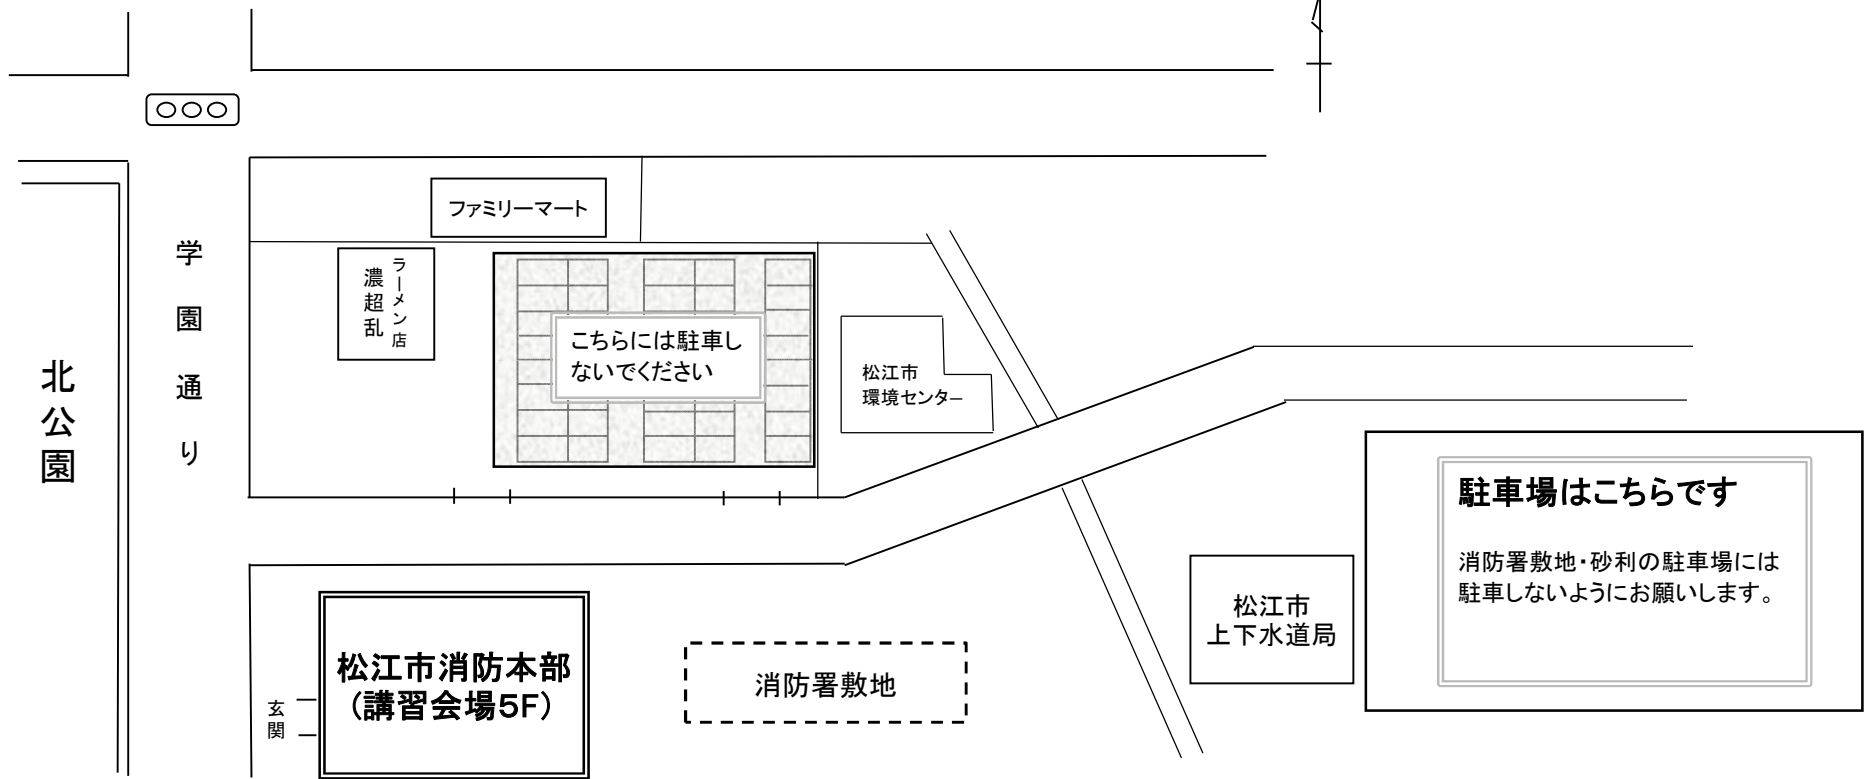 ファミリーマート
学園通り
ラーメン店
濃超乱
こちらには駐車し
ないでください
松江市
環境センター
北公園
駐車場はこちらです
消防署敷地・砂利の駐車場には
駐車しないようにお願いします。
松江市
上下水道局
松江市消防本部
（講習会場5F）
消防署敷地
玄関